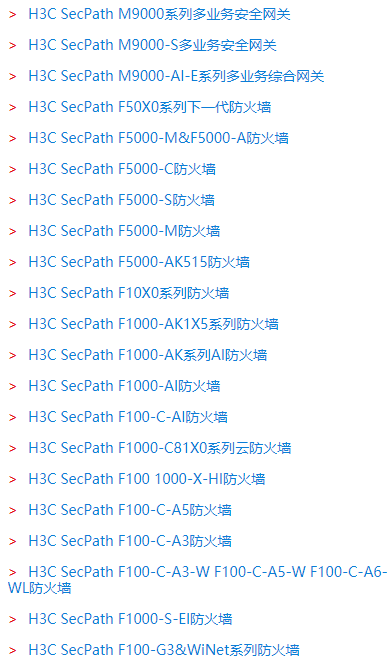 > H3C SecPath M9000系列多业务安全网关
> H3C SecPath M9000-S多业务安全网关
> H3C SecPath M9000-AI-E系列多业务综合网关
> H3C SecPath F50X0系列下一代防火墙
> H3C SecPath F5000-M&F5000-A防火墙
> H3C SecPath F5000-C防火墙
> H3C SecPath F5000-S防火墙
> H3C SecPath F5000-M防火墙
> H3C SecPath F5000-AK515防火墙
> H3C SecPath F10X0系列防火墙
> H3C SecPath F1000-AK1X5系列防火墙
> H3C SecPath F1000-AK系列AI防火墙
> H3C SecPath F1000-AI防火墙
> H3C SecPath F100-C-AI防火墙
> H3C SecPath F1000-C81X0系列云防火墙
> H3C SecPath F100 1000-X-HI防火墙
> H3C SecPath F100-C-A5防火墙
> H3C SecPath F100-C-A3防火墙
> H3C SecPath F100-C-A3-W F100-C-A5-W F100-C-A6-
WL防火墙
> H3C SecPath F1000-S-EI防火墙
> H3C SecPath F100-G3&WiNet系列防火墙